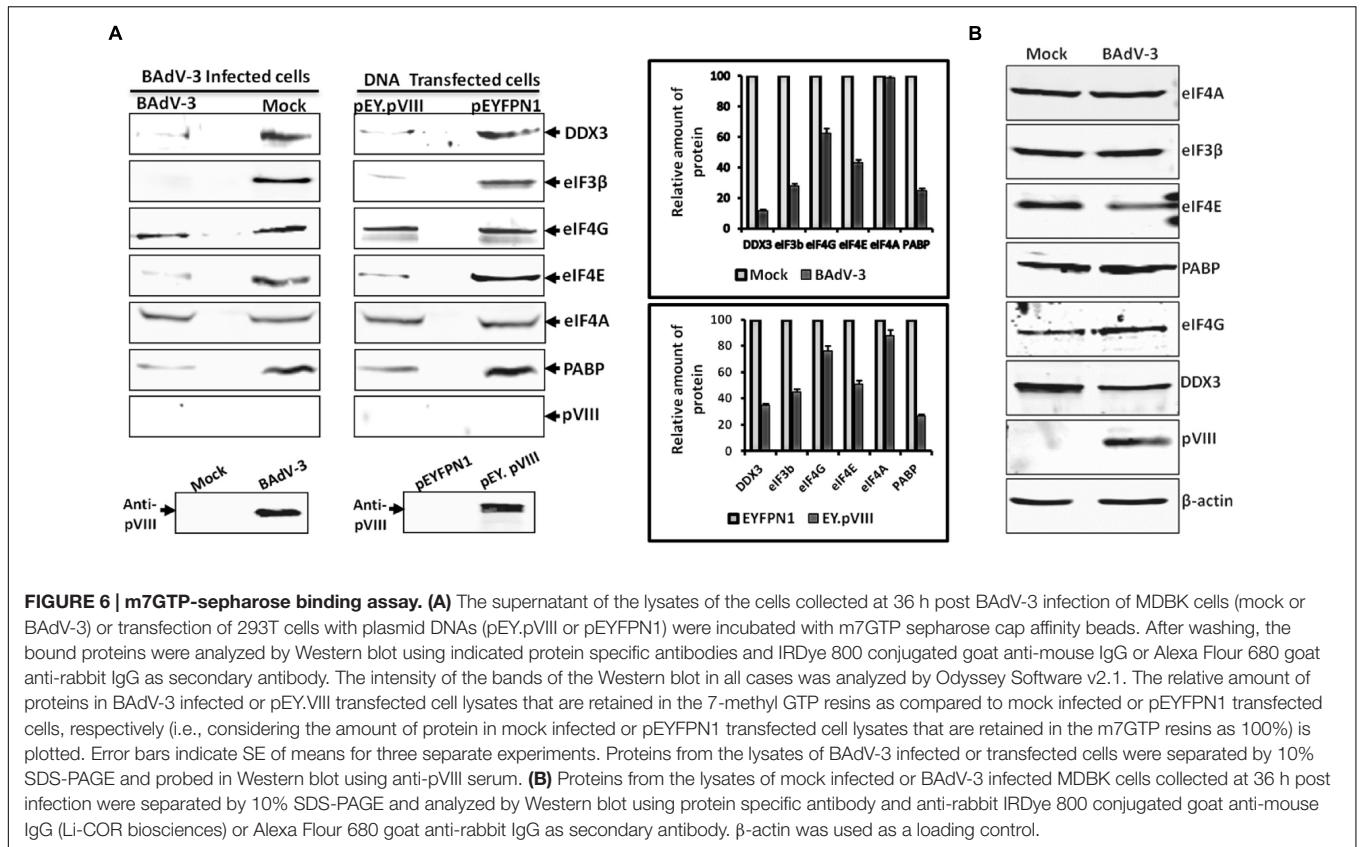 A
BAdV-3 Infected cells
BAdV-3 Mock
DNA Transfected cells
pEY.pVIII pEYFPN1
DDX3
eIF3β
eIF4G
eIF4E
eIF4A
PABP
pVIII
Mock BAdV-3
Anti-
pVIII
pEYFPN1 pEY. pVIII
Anti-
pVIII
Relative amount of
protein
100
80
60
40
20
0
DDX3 eIF3b eIF4G eIF4E eIF4A PABP
Mock BAdV-3
Relative amount of
protein
100
80
60
40
20
0
DDX3 eIF3b eIF4G eIF4E eIF4A PABP
EYFPN1 EY.pVIII
B
Mock BAdV-3
eIF4A
eIF3β
eIF4E
PABP
eIF4G
DDX3
pVIII
β-actin
FIGURE 6 | m7GTP-sepharose binding assay. (A) The supernatant of the lysates of the cells collected at 36 h post BAdV-3 infection of MDBK cells (mock or
BAdV-3) or transfection of 293T cells with plasmid DNAs (pEY.pVIII or pEYFPN1) were incubated with m7GTP sepharose cap affinity beads. After washing, the
bound proteins were analyzed by Western blot using indicated protein specific antibodies and IRDye 800 conjugated goat anti-mouse IgG or Alexa Flour 680 goat
anti-rabbit IgG as secondary antibody. The intensity of the bands of the Western blot in all cases was analyzed by Odyssey Software v2.1. The relative amount of
proteins in BAdV-3 infected or pEY.VIII transfected cell lysates that are retained in the 7-methyl GTP resins as compared to mock infected or pEYFPN1 transfected
cells, respectively (i.e., considering the amount of protein in mock infected or pEYFPN1 transfected cell lysates that are retained in the m7GTP resins as 100%) is
plotted. Error bars indicate SE of means for three separate experiments. Proteins from the lysates of BAdV-3 infected or transfected cells were separated by 10%
SDS-PAGE and probed in Western blot using anti-pVIII serum. (B) Proteins from the lysates of mock infected or BAdV-3 infected MDBK cells collected at 36 h post
infection were separated by 10% SDS-PAGE and analyzed by Western blot using protein specific antibody and anti-rabbit IRDye 800 conjugated goat anti-mouse
IgG (Li-COR biosciences) or Alexa Flour 680 goat anti-rabbit IgG as secondary antibody. β-actin was used as a loading control.